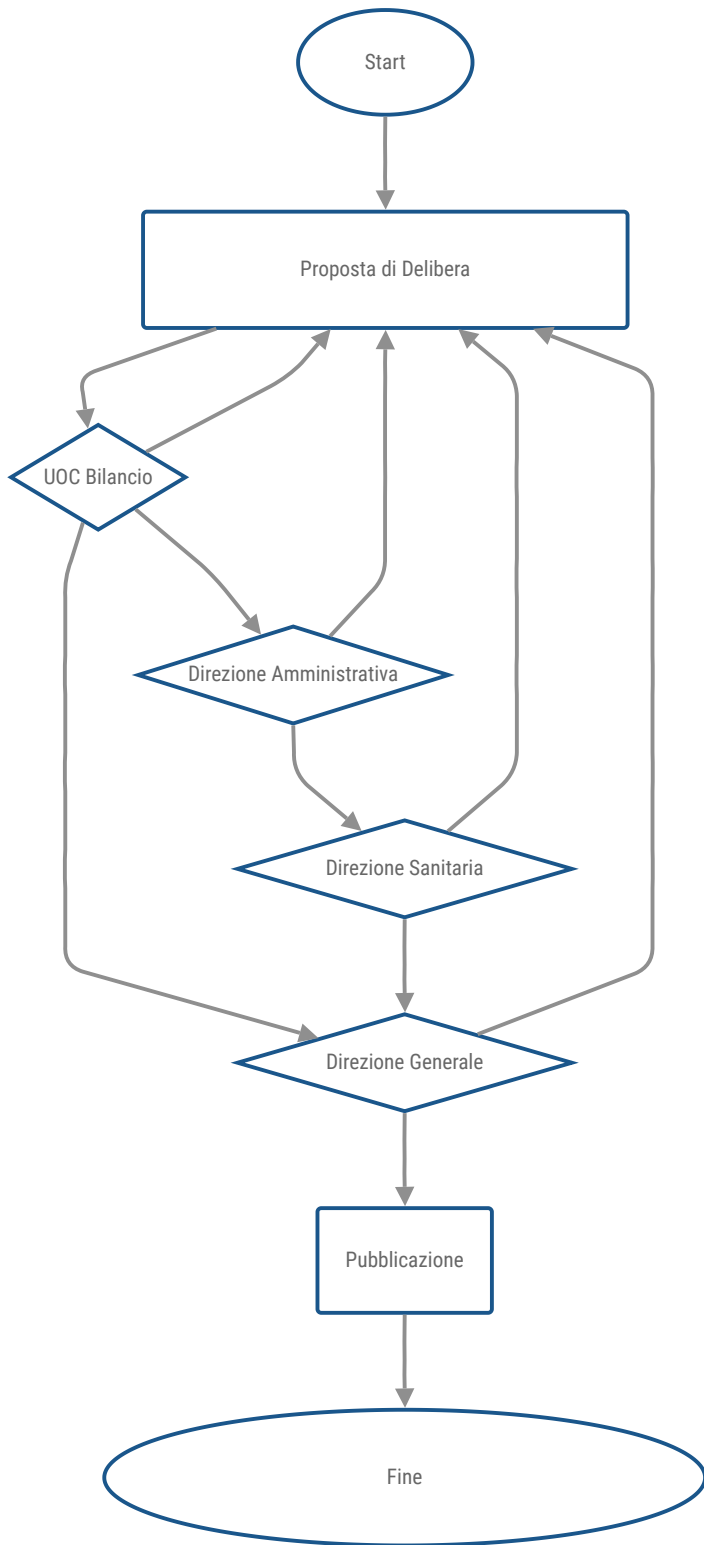 Start
Proposta di Delibera
UOC Bilancio
Direzione Amministrativa
Direzione Sanitaria
Direzione Generale
Pubblicazione
Fine